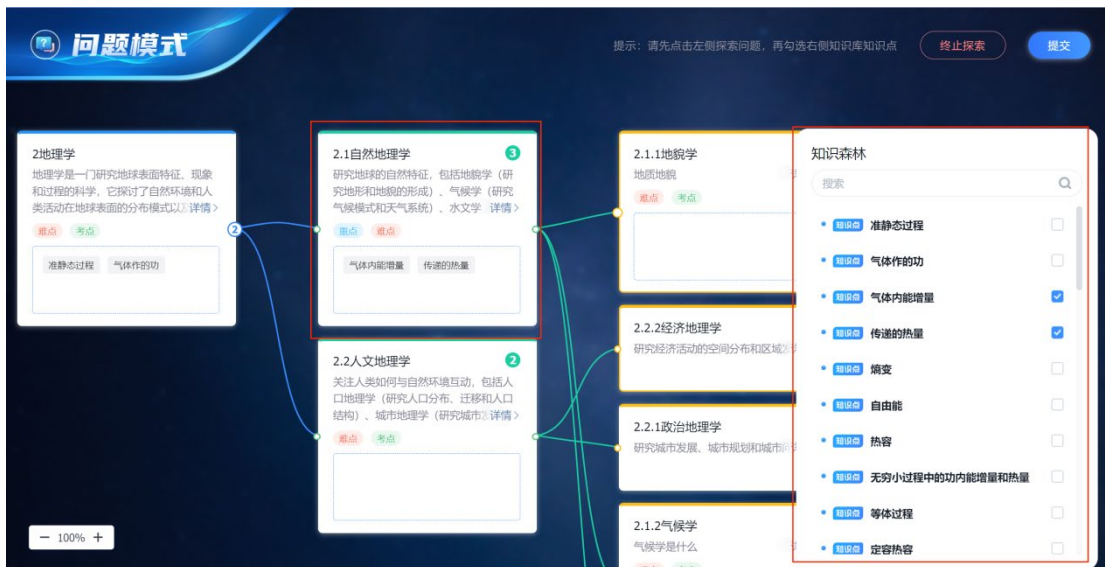 问题模式
提示：请先点击左侧探索问题，再勾选右侧知识库知识点
终止探索
提交
2地理学
地理学是一门研究地球表面特征、现象
和过程的科学，它探讨了自然环境和人
类活动在地球表面的分布模式以
详情>
难点 考点
准静态过程 气体作的功
2
2.1自然地理学
3
研究地球的自然特征，包括地貌学（研
究地形和地貌的形成）、气候学（研究
气候模式和天气系统）、水文学
详情>
重点 难点
气体内能增量 传递的热量
2.2人文地理学
2
关注人类如何与自然环境互动，包括人
口地理学（研究人口分布、迁移和人口
结构）、城市地理学（研究城市
详情>
难点 考点
2.1.1地貌学
地质地貌
难点 考点
2.2.2经济地理学
研究经济活动的空间分布和区域
2.2.1政治地理学
研究城市发展、城市规划和城市
2.1.2气候学
气候学是什么
知识森林
搜索
知识点 准静态过程
知识点 气体作的功
知识点 气体内能增量
知识点 传递的热量
知识点 熵变
知识点 自由能
知识点 热容
知识点 无穷小过程中的功内能增量和热量
知识点 等体过程
知识点 定容热容
− 100% +